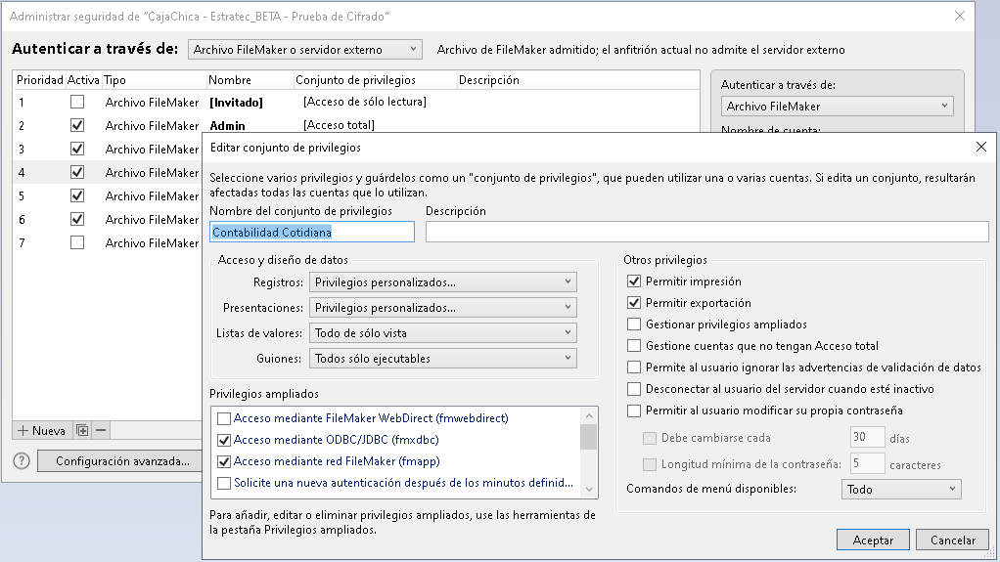 Administrar seguridad de "CajaChica - Estratec_BETA - Prueba de Cifrado"
Autenticar a través de: Archivo FileMaker o servidor externo Archivo de FileMaker admitido; el anfitrión actual no admite el servidor externo
Prioridad Activa Tipo Nombre Conjunto de privilegios Descripción
1 Archivo FileMaker [Invitado] [Acceso de sólo lectura]
2 Archivo FileMaker Admin [Acceso total]
3 Archivo FileMaker
4 Archivo FileMaker
5 Archivo FileMaker
6 Archivo FileMaker
7 Archivo FileMaker
Nueva
Configuración avanzada...
Autenticar a través de:
Archivo FileMaker
Nombre de cuenta:
Editar conjunto de privilegios
Seleccione varios privilegios y guárdelos como un "conjunto de privilegios", que pueden utilizar una o varias cuentas. Si edita un conjunto, resultarán
afectadas todas las cuentas que lo utilizan.
Nombre del conjunto de privilegios Descripción
Contabilidad Cotidiana
Acceso y diseño de datos
Registros: Privilegios personalizados...
Presentaciones: Privilegios personalizados...
Listas de valores: Todo de sólo vista
Guiones: Todos sólo ejecutables
Privilegios ampliados
Acceso mediante FileMaker WebDirect (fmwebdirect)
Acceso mediante ODBC/JDBC (fmxdbc)
Acceso mediante red FileMaker (fmapp)
Solicite una nueva autenticación después de los minutos definid...
Para añadir, editar o eliminar privilegios ampliados, use las herramientas de
la pestaña Privilegios ampliados.
Otros privilegios
Permitir impresión
Permitir exportación
Gestionar privilegios ampliados
Gestione cuentas que no tengan Acceso total
Permite al usuario ignorar las advertencias de validación de datos
Desconectar al usuario del servidor cuando esté inactivo
Permitir al usuario modificar su propia contraseña
Debe cambiarse cada 30 días
Longitud mínima de la contraseña: 5 caracteres
Comandos de menú disponibles: Todo
Aceptar Cancelar